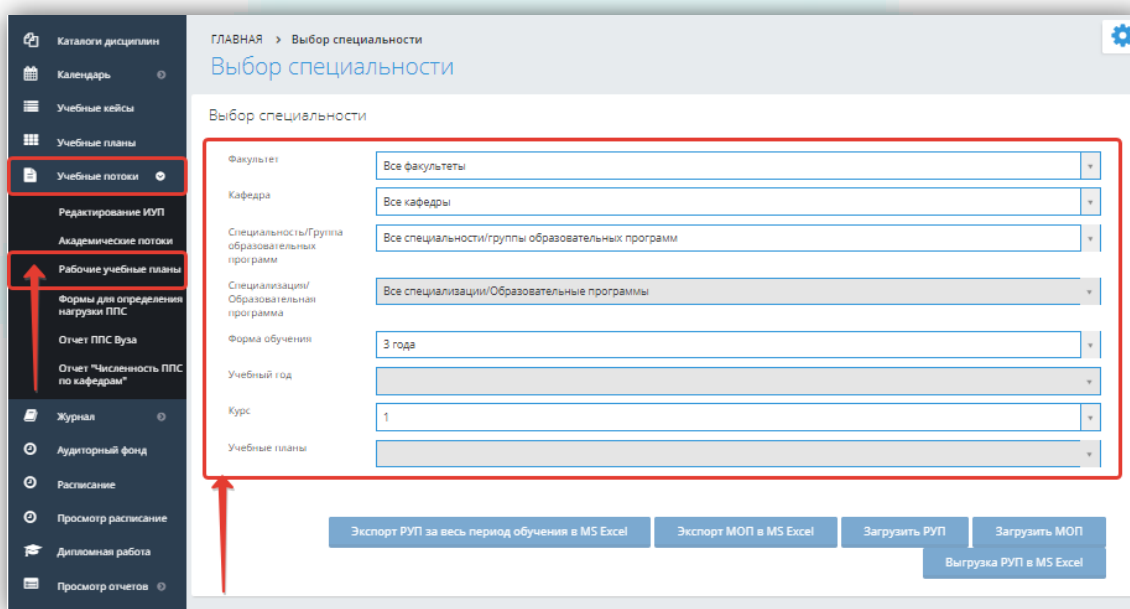 Каталоги дисциплин
Календарь
Учебные кейсы
Учебные планы
Учебные потоки
Редактирование ИУП
Академические потоки
Рабочие учебные планы
Формы для определения
нагрузки ППС
Отчет ППС Вуза
Отчет "Численность ППС
по кафедрам"
Журнал
Аудиторный фонд
Расписание
Просмотр расписание
Дипломная работа
Просмотр отчетов
ГЛАВНАЯ > Выбор специальности
Выбор специальности
Выбор специальности
Факультет
Все факультеты
Кафедра
Все кафедры
Специальность/Группа
образовательных
программ
Все специальности/группы образовательных программ
Специализация/
Образовательная
программа
Все специализации/Образовательные программы
Форма обучения
3 года
Учебный год
Курс
1
Учебные планы
Экспорт РУП за весь период обучения в MS Excel
Экспорт МОП в MS Excel
Загрузить РУП
Загрузить МОП
Выгрузка РУП в MS Excel